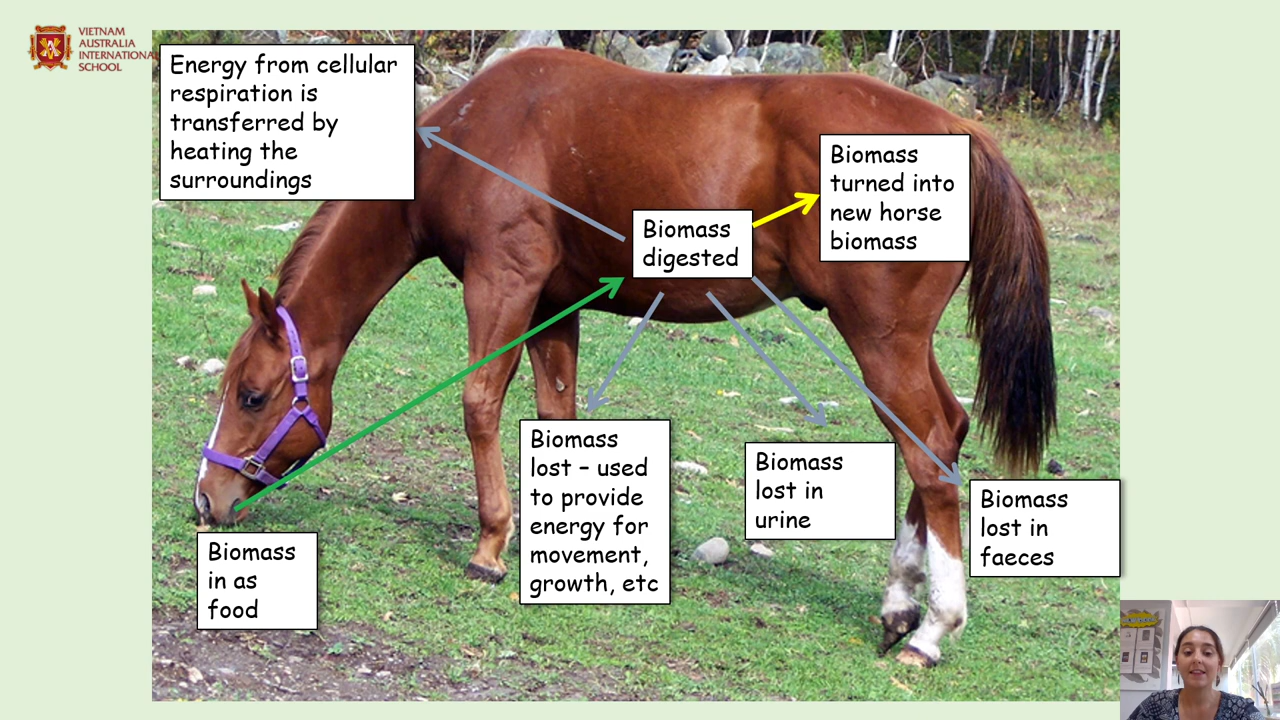 VIETNAM
AUSTRALIA
INTERNATIONAL
SCHOOL
Energy from cellular
respiration is
transferred by
heating the
surroundings
Biomass
turned into
new horse
biomass
Biomass
digested
Biomass
lost – used
to provide
energy for
movement,
growth, etc
Biomass
lost in
urine
Biomass
lost in
faeces
Biomass
in as
food